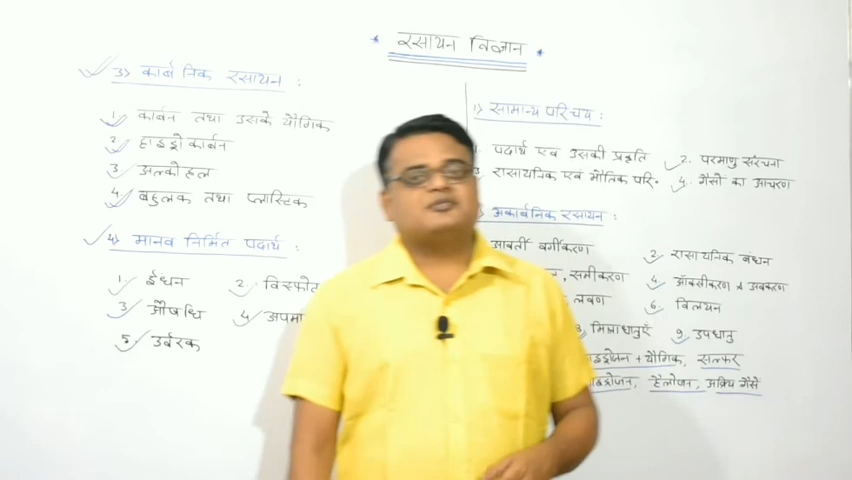 रसायन विज्ञान
3) कार्बनिक रसायन :
1. कार्बन तथा उसके यौगिक
2. हाइड्रोकार्बन
3. अल्कोहल
4. बहुलक तथा प्लास्टिक
4) मानव निर्मित पदार्थ :
1. ईंधन 2. विस्फोट
3. औषधि 4. अपमा
5. उर्वरक
1) सामान्य परिचय :
पदार्थ एवं उसकी प्रकृति 2. परमाणु संरचना
रासायनिक एवं भौतिक परि॰ 4. गैसों का आचरण
अकार्बनिक रसायन :
आवर्ती वर्गीकरण 2. रासायनिक बंधन
, समीकरण 4. ऑक्सीकरण व अवकरण
लवण 6. विलयन
8. मिश्रधातुएँ 9. उपधातु
+ यौगिक, सल्फर
हैलोजन, अक्रिय गैसें